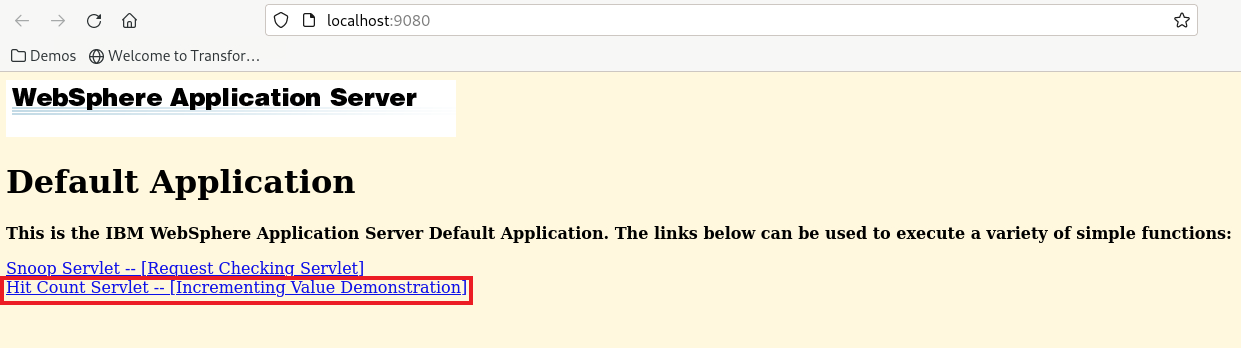 localhost:9080
Demos Welcome to Transfor...
WebSphere Application Server
Default Application
This is the IBM WebSphere Application Server Default Application. The links below can be used to execute a variety of simple functions:
Snoop Servlet -- [Request Checking Servlet]
Hit Count Servlet -- [Incrementing Value Demonstration]